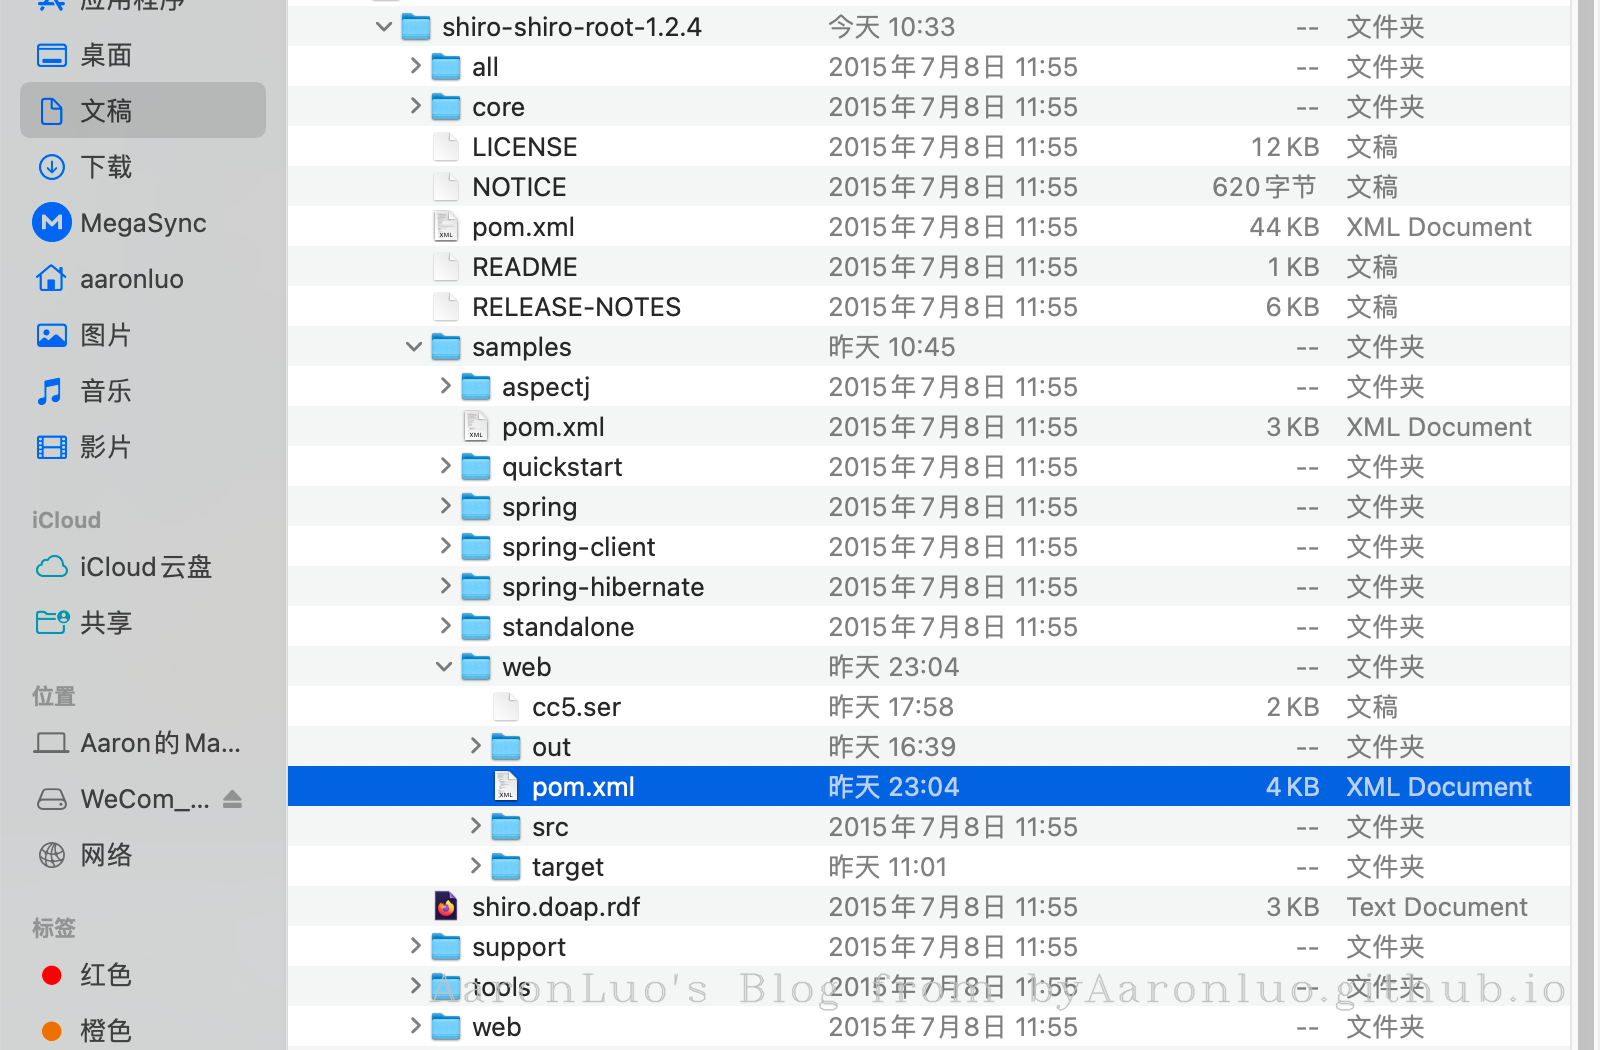 应用程序
桌面
文稿
下载
MegaSync
aaronluo
图片
音乐
影片
iCloud
iCloud云盘
共享
位置
Aaron的Ma...
WeCom_...
网络
标签
红色
橙色
shiro-shiro-root-1.2.4 今天 10:33 -- 文件夹
all 2015年7月8日 11:55 -- 文件夹
core 2015年7月8日 11:55 -- 文件夹
LICENSE 2015年7月8日 11:55 12 KB 文稿
NOTICE 2015年7月8日 11:55 620字节 文稿
XML pom.xml 2015年7月8日 11:55 44 KB XML Document
README 2015年7月8日 11:55 1 KB 文稿
RELEASE-NOTES 2015年7月8日 11:55 6 KB 文稿
samples 昨天 10:45 -- 文件夹
aspectj 2015年7月8日 11:55 -- 文件夹
XML pom.xml 2015年7月8日 11:55 3 KB XML Document
quickstart 2015年7月8日 11:55 -- 文件夹
spring 2015年7月8日 11:55 -- 文件夹
spring-client 2015年7月8日 11:55 -- 文件夹
spring-hibernate 2015年7月8日 11:55 -- 文件夹
standalone 2015年7月8日 11:55 -- 文件夹
web 昨天 23:04 -- 文件夹
cc5.ser 昨天 17:58 2 KB 文稿
out 昨天 16:39 -- 文件夹
XML pom.xml 昨天 23:04 4 KB XML Document
src 2015年7月8日 11:55 -- 文件夹
target 昨天 11:01 -- 文件夹
shiro.doap.rdf 2015年7月8日 11:55 3 KB Text Document
support 2015年7月8日 11:55 -- 文件夹
tools 2015年7月8日 11:55 -- 文件夹
AaronLuo's Blog from byAaronluo.github.io
web 2015年7月8日 11:55 -- 文件夹